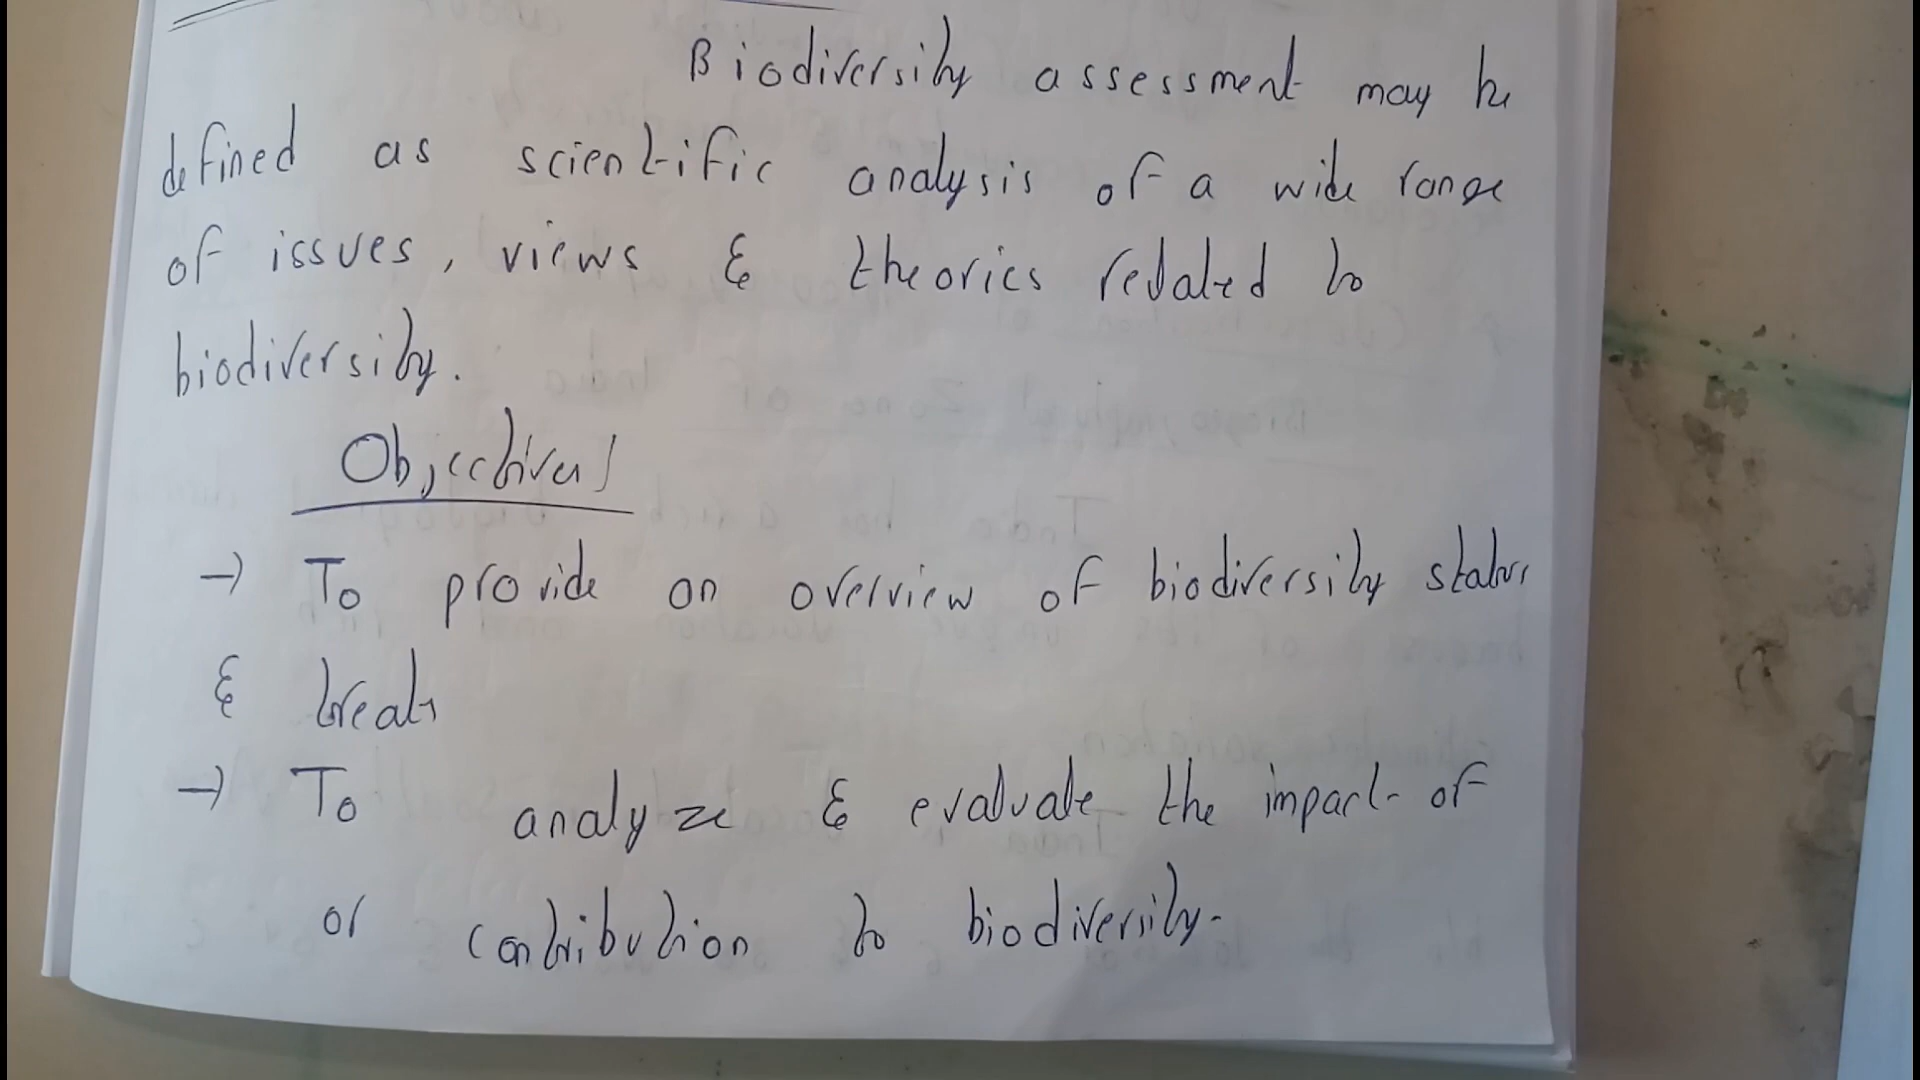 Biodiversity assessment may be
defined as scientific analysis of a wide range
of issues, views & theories related to
biodiversity.
Objectives
→ To provide an overview of biodiversity status
& treats
→ To analyze & evaluate the impact of
or contribution to biodiversity.